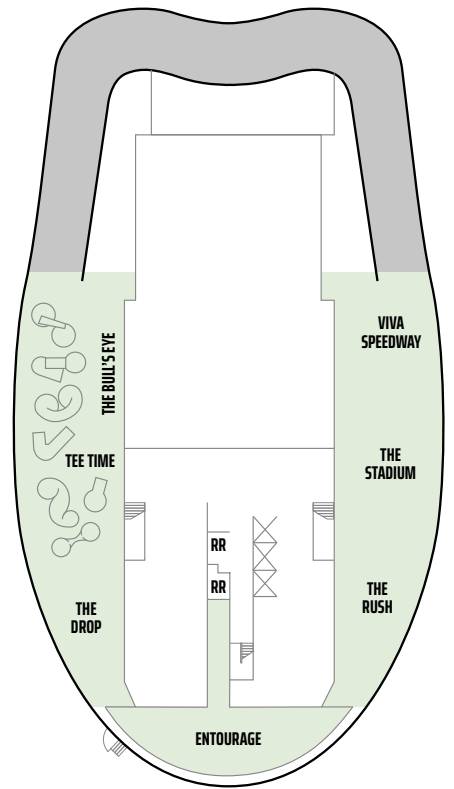 VIVA
SPEEDWAY
THE BULL'S EYE
TEE TIME
THE
STADIUM
RR
RR
THE
DROP
THE
RUSH
ENTOURAGE